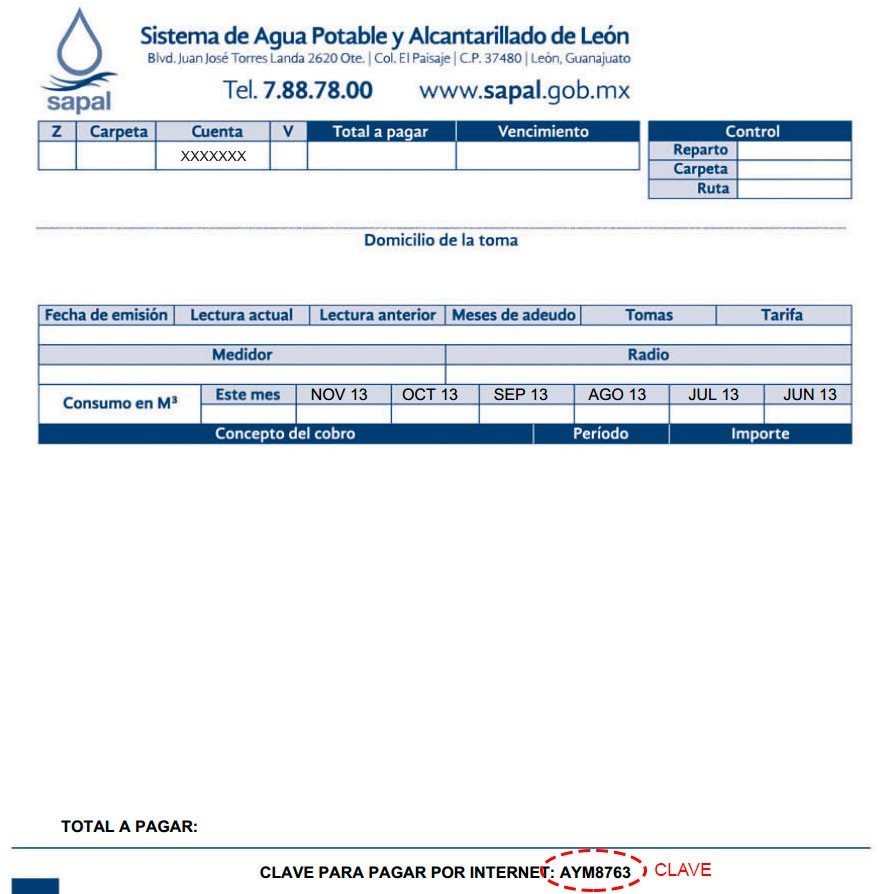 sapal
Sistema de Agua Potable y Alcantarillado de León
Blvd. Juan José Torres Landa 2620 Ote. | Col. El Paisaje | C.P. 37480 | León, Guanajuato
Tel. 7.88.78.00 www.sapal.gob.mx
Z Carpeta Cuenta V Total a pagar Vencimiento
XXXXXXX
Control
Reparto
Carpeta
Ruta
Domicilio de la toma
Fecha de emisión Lectura actual Lectura anterior Meses de adeudo Tomas Tarifa
Medidor Radio
Consumo en M³ Este mes NOV 13 OCT 13 SEP 13 AGO 13 JUL 13 JUN 13
Concepto del cobro Período Importe
TOTAL A PAGAR:
CLAVE PARA PAGAR POR INTERNET: AYM8763 CLAVE